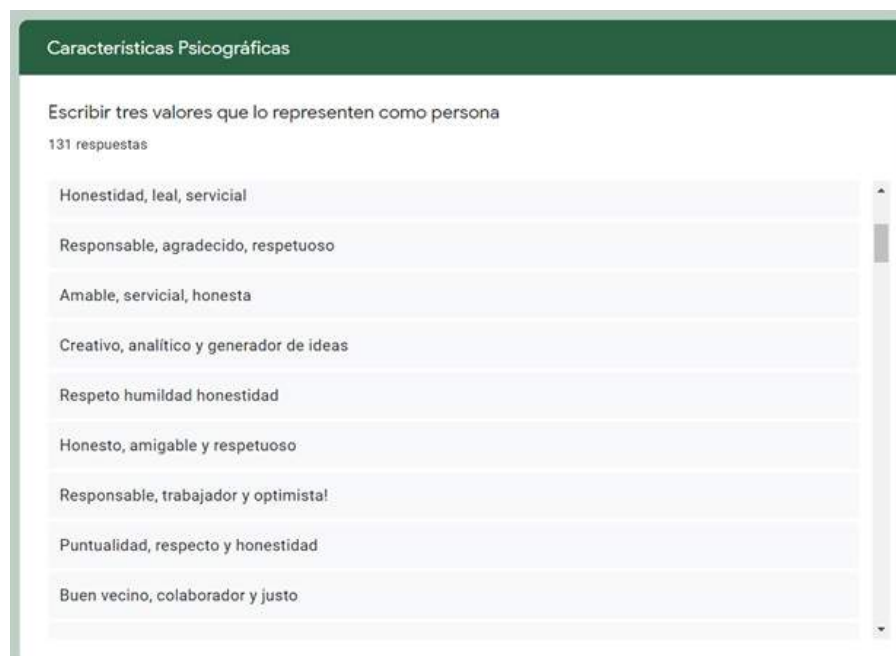 Características Psicográficas
Escribir tres valores que lo representen como persona
131 respuestas
Honestidad, leal, servicial
Responsable, agradecido, respetuoso
Amable, servicial, honesta
Creativo, analítico y generador de ideas
Respeto humildad honestidad
Honesto, amigable y respetuoso
Responsable, trabajador y optimista!
Puntualidad, respecto y honestidad
Buen vecino, colaborador y justo